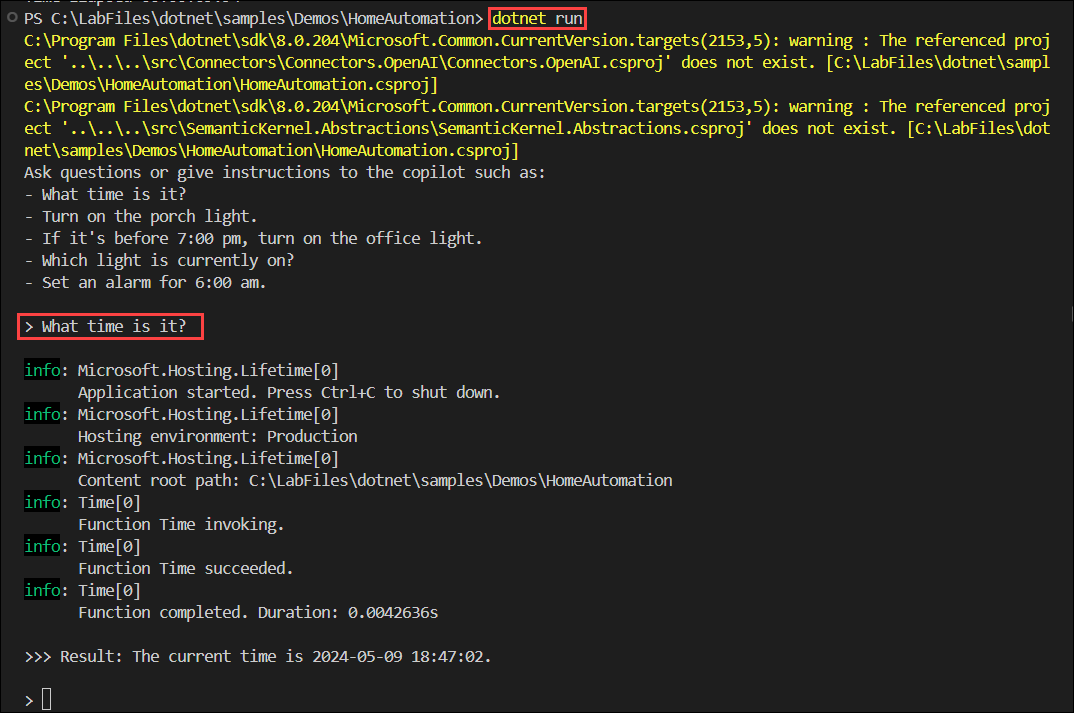 PS C:\LabFiles\dotnet\samples\Demos\HomeAutomation> dotnet run
C:\Program Files\dotnet\sdk\8.0.204\Microsoft.Common.CurrentVersion.targets(2153,5): warning : The referenced proj
ect '..\..\..\src\Connectors\Connectors.OpenAI\Connectors.OpenAI.csproj' does not exist. [C:\LabFiles\dotnet\sampl
es\Demos\HomeAutomation\HomeAutomation.csproj]
C:\Program Files\dotnet\sdk\8.0.204\Microsoft.Common.CurrentVersion.targets(2153,5): warning : The referenced proj
ect '..\..\..\src\SemanticKernel.Abstractions\SemanticKernel.Abstractions.csproj' does not exist. [C:\LabFiles\dot
net\samples\Demos\HomeAutomation\HomeAutomation.csproj]
Ask questions or give instructions to the copilot such as:
- What time is it?
- Turn on the porch light.
- If it's before 7:00 pm, turn on the office light.
- Which light is currently on?
- Set an alarm for 6:00 am.
> What time is it?
info: Microsoft.Hosting.Lifetime[0]
Application started. Press Ctrl+C to shut down.
info: Microsoft.Hosting.Lifetime[0]
Hosting environment: Production
info: Microsoft.Hosting.Lifetime[0]
Content root path: C:\LabFiles\dotnet\samples\Demos\HomeAutomation
info: Time[0]
Function Time invoking.
info: Time[0]
Function Time succeeded.
info: Time[0]
Function completed. Duration: 0.0042636s
>>> Result: The current time is 2024-05-09 18:47:02.
>